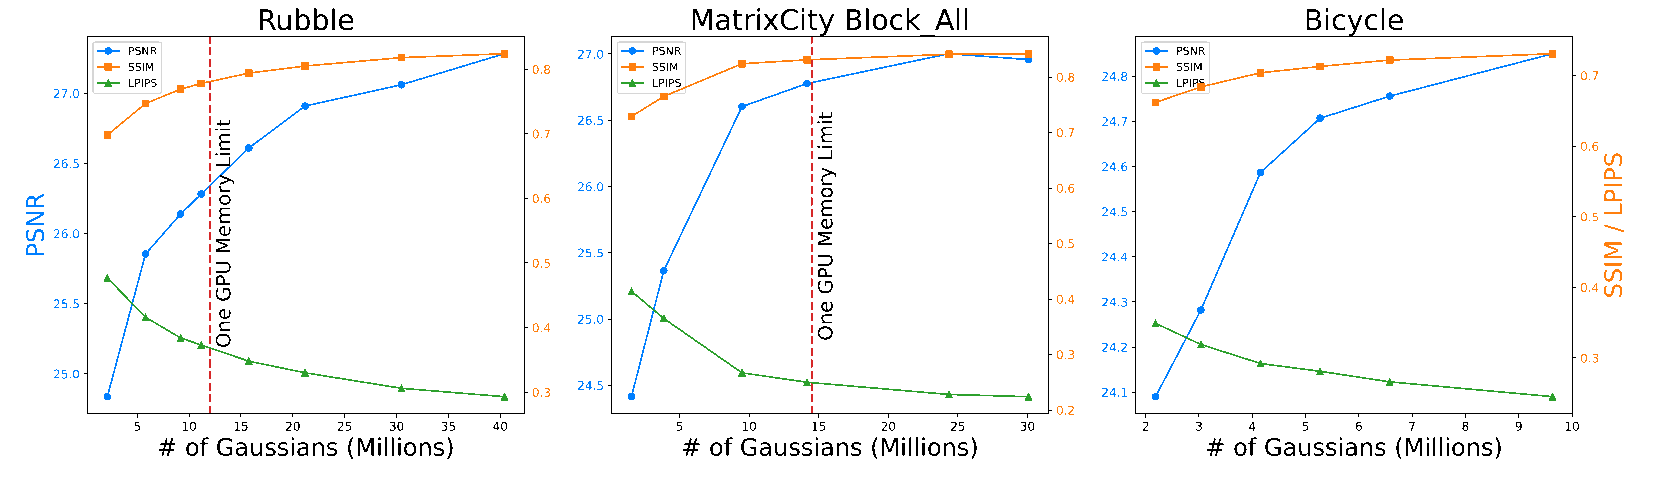 Rubble
PSNR
SSIM
LPIPS
27.0
26.5
26.0
25.5
25.0
PSNR
0.8
0.7
0.6
0.5
0.4
0.3
One GPU Memory Limit
5 10 15 20 25 30 35 40
# of Gaussians (Millions)
MatrixCity Block_All
PSNR
SSIM
LPIPS
27.0
26.5
26.0
25.5
25.0
24.5
0.8
0.7
0.6
0.5
0.4
0.3
0.2
One GPU Memory Limit
5 10 15 20 25 30
# of Gaussians (Millions)
Bicycle
PSNR
SSIM
LPIPS
24.8
24.7
24.6
24.5
24.4
24.3
24.2
24.1
0.7
0.6
0.5
0.4
0.3
SSIM / LPIPS
2 3 4 5 6 7 8 9 10
# of Gaussians (Millions)